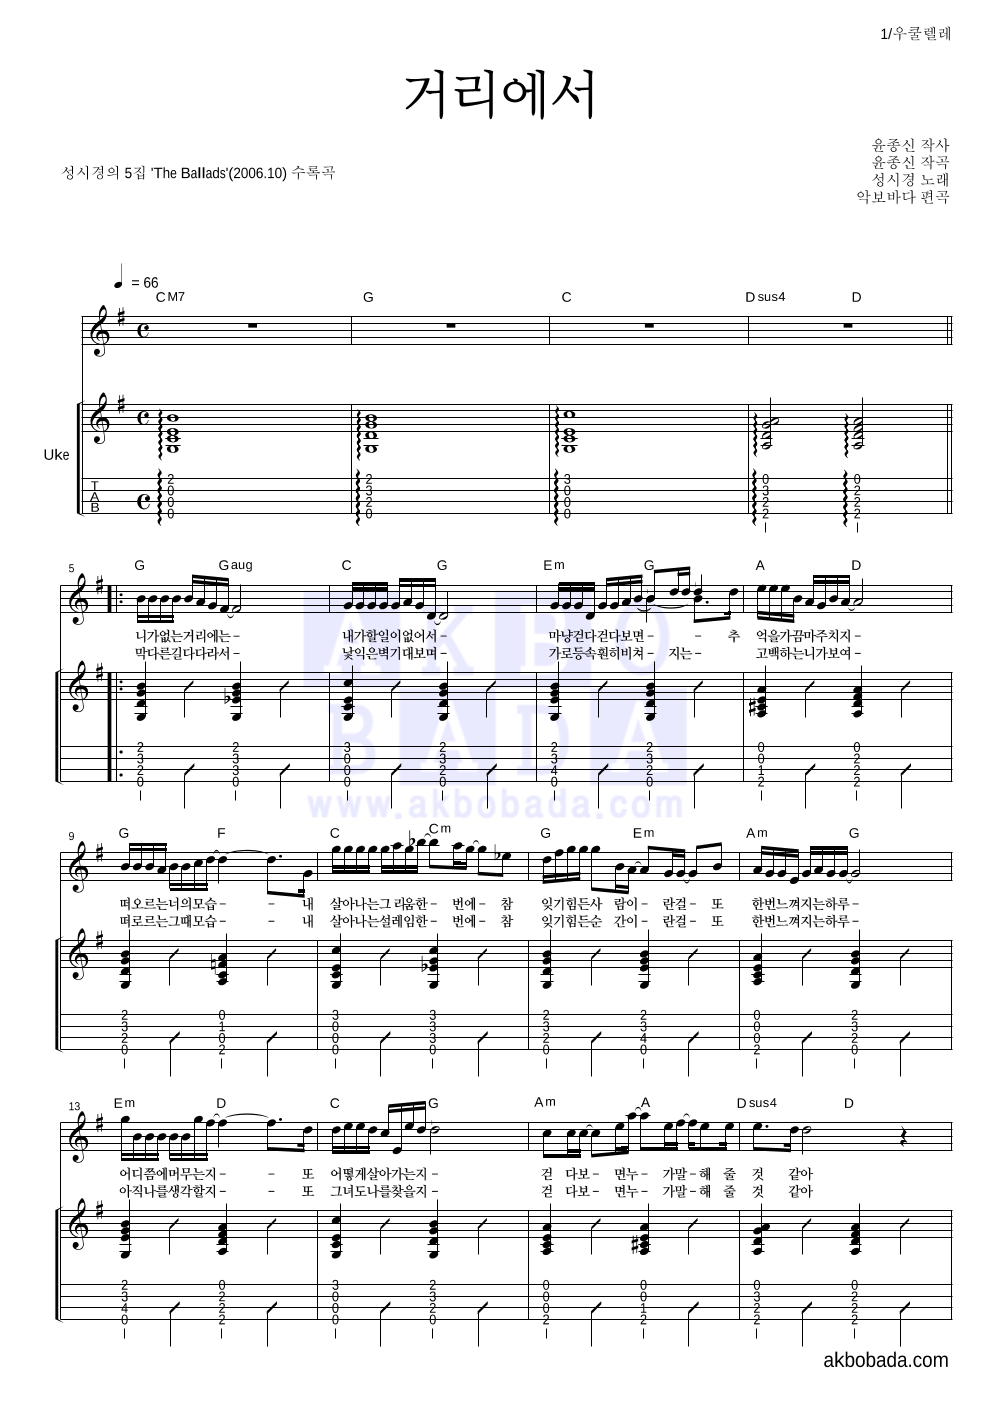 1/우쿨렐레
거리에서
윤종신 작사
성시경의 5집 'The Ballads'(2006.10) 수록곡
윤종신 작곡
성시경 노래
악보바다 편곡
= 66
CM7 G C Dsus4 D
Uke
T
A
B
2 2 3 0 0
0 3 0 3 2
0 2 0 2 2
0 0 0 2 2
5
G Gaug C G Em G A D
니가없는거리에는– 내가할일이없어서– 마냥걷다걷다보면– – 추 억을가끔마주치지–
막다른길다다라서– 낯익은벽기대보며– 가로등속훤히비춰– 지는– 고백하는니가보여–
AKBO
BADA
www.akbobada.com
2 2 3 2 2 2 0 0
3 3 0 3 3 3 0 2
2 3 0 2 4 2 1 2
0 0 0 0 0 0 2 2
9
G F C Cm G Em Am G
떠오르는너의모습– – 내 살아나는그리움한– 번에– 참 잊기힘든사 람이– 란걸– 또 한번느껴지는하루–
떠로르는그때모습– – 내 살아나는설레임한– 번에– 참 잊기힘든순 간이– 란걸– 또 한번느껴지는하루–
2 0 3 3 2 2 0 2
3 1 0 3 3 3 0 3
2 0 0 3 2 4 0 2
0 2 0 0 0 0 2 0
13
Em D C G Am A Dsus4 D
어디쯤에머무는지– – 또 어떻게살아가는지– 걷 다보– 면누– 가말–해 줄 것 같아
아직나를생각할지– – 또 그녀도나를찾을지– 걷 다보– 면누– 가말–해 줄 것 같아
2 0 3 2 0 0 0 0
3 2 0 3 0 0 3 2
4 2 0 2 0 1 2 2
0 2 0 0 2 2 2 2
akbobada.com